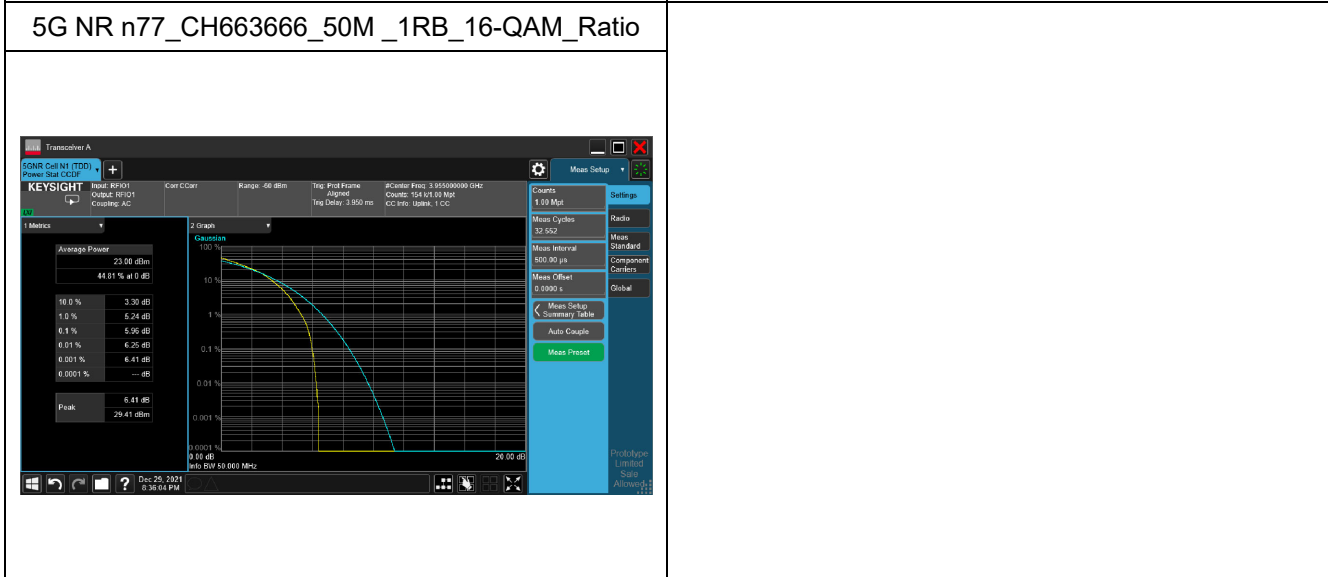 5G NR n77_CH663666_50M _1RB_16-QAM_Ratio
Transceiver A
5GNR Cell N1 (TDD)
Power Stat CCDF
+
Meas Setup
KEYSIGHT
Input: RFIO1
Output: RFIO1
Coupling: AC
Corr CCorr
Range: -60 dBm
Trig: Prot Frame
Aligned
Trig Delay: 3.950 ms
#Center Freq: 3.955000000 GHz
Counts: 154 k/1.00 Mpt
CC Info: Uplink, 1 CC
1 Metrics
Average Power
23.00 dBm
44.81 % at 0 dB
10.0 % 3.30 dB
1.0 % 5.24 dB
0.1 % 5.96 dB
0.01 % 6.25 dB
0.001 % 6.41 dB
0.0001 % --- dB
Peak
6.41 dB
29.41 dBm
2 Graph
Gaussian
100 %
10 %
1 %
0.1 %
0.01 %
0.001 %
0.0001 %
0.00 dB
20.00 dB
Info BW 50.000 MHz
Counts
1.00 Mpt
Meas Cycles
32.552
Meas Interval
500.00 µs
Meas Offset
0.0000 s
Meas Setup
Summary Table
Auto Couple
Meas Preset
Settings
Radio
Meas
Standard
Component
Carriers
Global
Prototype
Limited
Sale
Allowed
?
Dec 29, 2021
8:36:04 PM